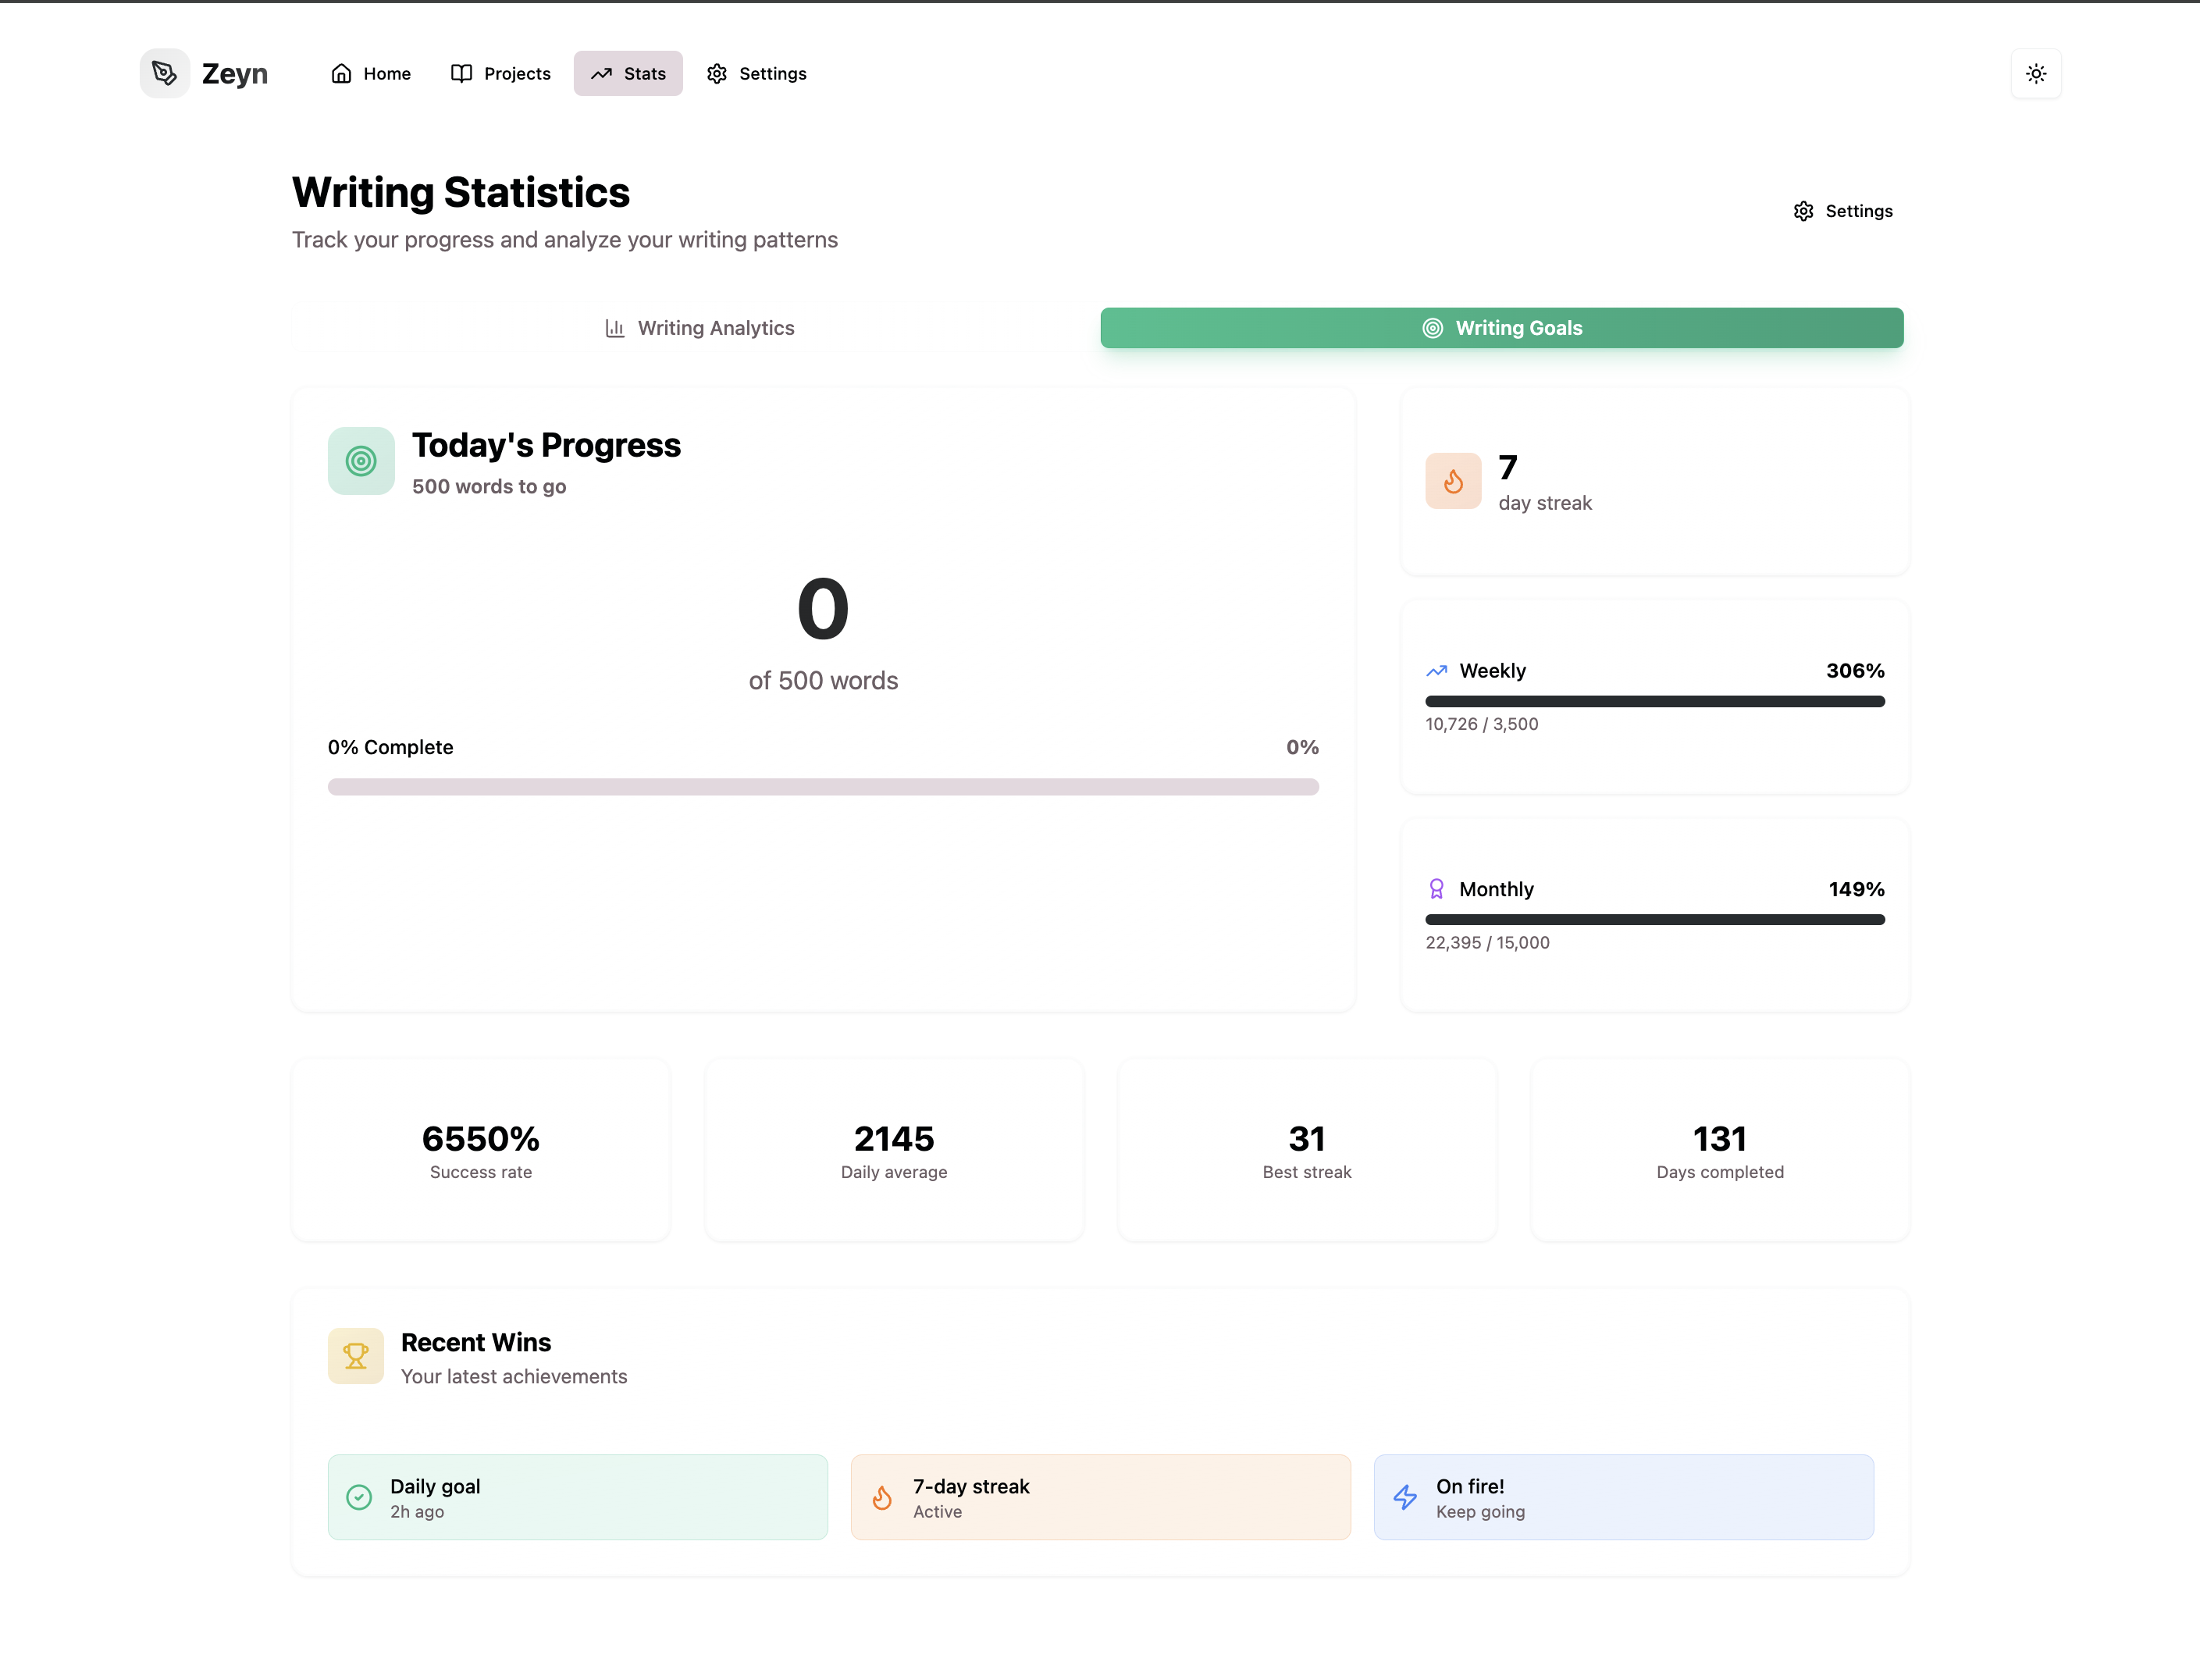 Zeyn
Home
Projects
Stats
Settings
Writing Statistics
Track your progress and analyze your writing patterns
Settings
Writing Analytics
Writing Goals
Today's Progress
500 words to go
0
of 500 words
0% Complete
0%
7
day streak
Weekly
306%
10,726 / 3,500
Monthly
149%
22,395 / 15,000
6550%
Success rate
2145
Daily average
31
Best streak
131
Days completed
Recent Wins
Your latest achievements
Daily goal
2h ago
7-day streak
Active
On fire!
Keep going